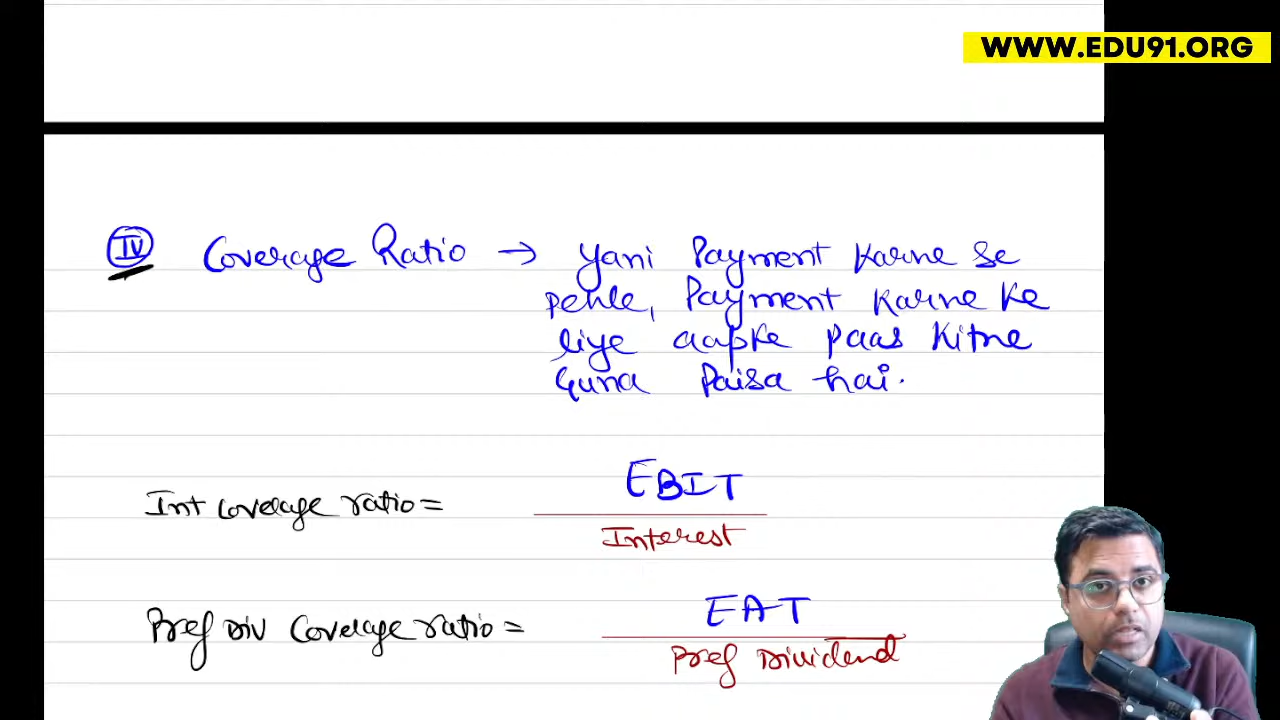 WWW.EDU91.ORG
IV Coverage Ratio → Yani Payment Karne se
pehle, Payment Karne Ke
liye aapke paas Kitne
Guna Paisa hai.
Int Coverage ratio = EBIT
Interest
Pref Div Coverage ratio = EAT
Pref Dividend